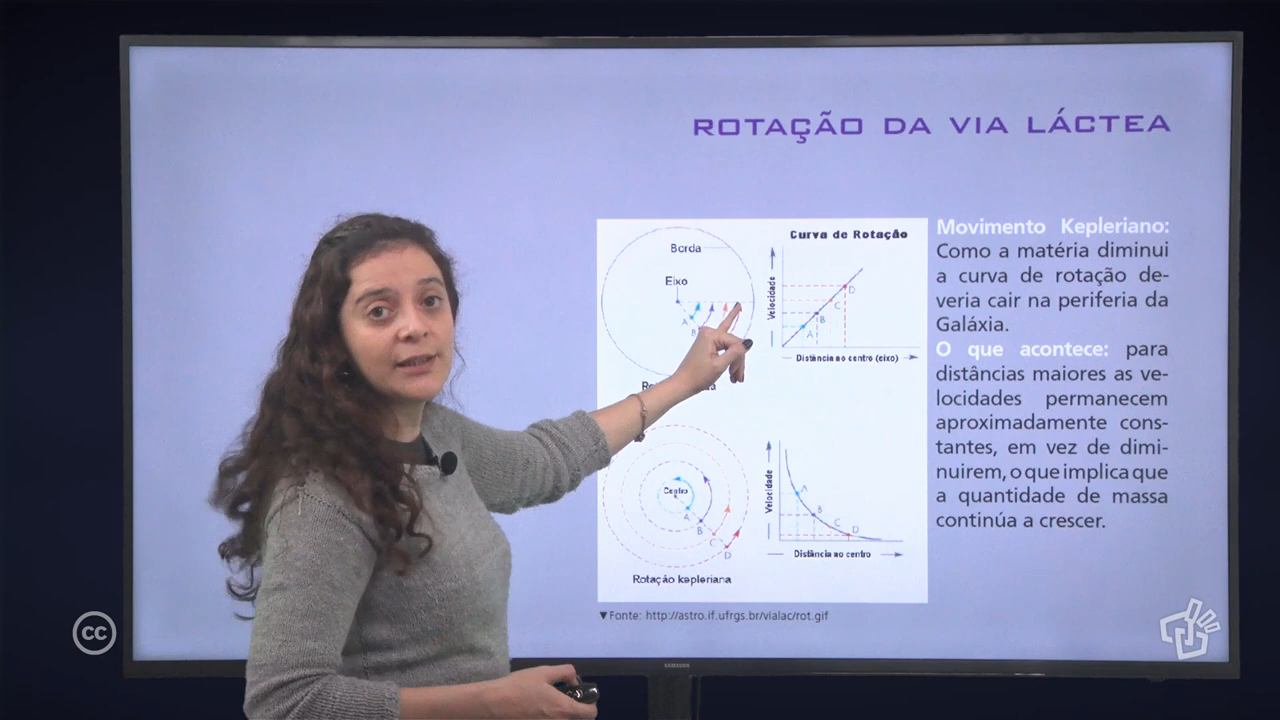 ROTAÇÃO DA VIA LÁCTEA
Borda
Eixo
A
B
Curva de Rotação
Velocidade
A
B
C
D
Distância ao centro (eixo)
Movimento Kepleriano:
Como a matéria diminui
a curva de rotação de-
veria cair na periferia da
Galáxia.
O que acontece: para
distâncias maiores as ve-
locidades permanecem
aproximadamente cons-
tantes, em vez de dimi-
nuirem, o que implica que
a quantidade de massa
continúa a crescer.
Centro
A
B
C
D
Rotação kepleriana
Velocidade
A
B
C
D
Distância ao centro
▼Fonte: http://astro.if.ufrgs.br/vialac/rot.gif
cc
SAMSUNG